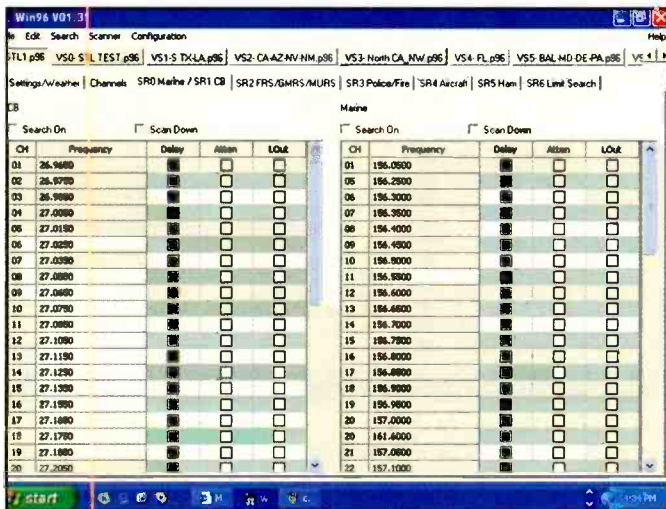 Win96 V01.3
Edit Search Scanner Configuration Help
STL1.p96 VS0- STL TEST.p96 VS1-S TX-LA.p96 VS2- CA-AZ-NV-NM.p96 VS3- North CA_NW.p96 VS4- FL.p96 VS5- BAL-MD-DE-PA.p96
Settings/Weather Channels SR0 Marine / SR1 CB SR2 FRS/GMRS/MURS SR3 Police/Fire SR4 Aircraft SR5 Ham SR6 Limit Search
CB Marine
Search On Scan Down Search On Scan Down
CH Frequency Delay Atten LOut CH Frequency Delay Atten LOut
01 26.9650 01 156.0500
02 26.9750 05 156.2500
03 26.9850 06 156.3000
04 27.0050 07 156.3500
05 27.0150 08 156.4000
06 27.0250 09 156.4500
07 27.0350 10 156.5000
08 27.0550 11 156.5500
09 27.0650 12 156.6000
10 27.0750 13 156.6500
11 27.0850 14 156.7000
12 27.1050 15 156.7500
13 27.1150 16 156.8000
14 27.1250 17 156.8500
15 27.1350 18 156.9000
16 27.1550 19 156.9500
17 27.1650 20 157.0000
18 27.1750 20 161.6000
19 27.1850 21 157.0500
20 27.2050 22 157.1000
start 4:34 PM